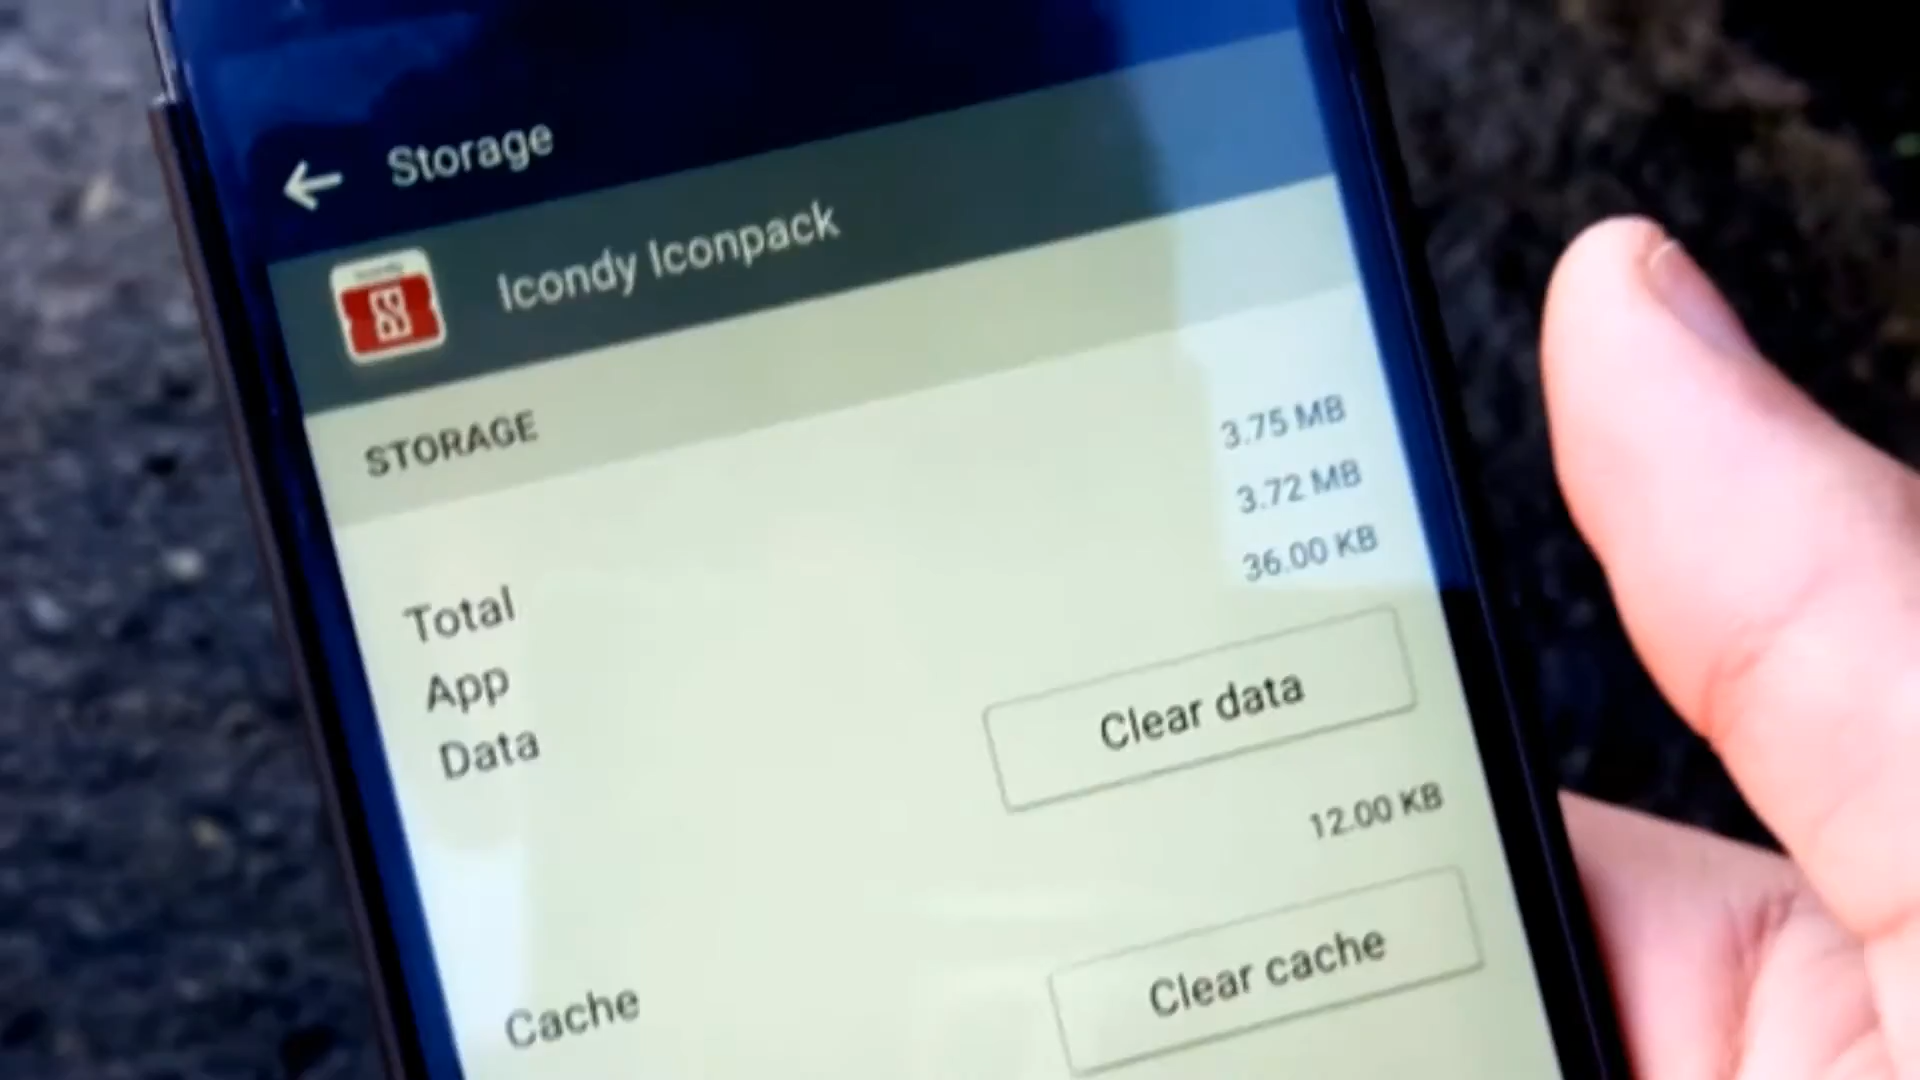 Storage
Icondy Iconpack
STORAGE
Total 3.75 MB
App 3.72 MB
Data 36.00 KB
Clear data
Cache 12.00 KB
Clear cache